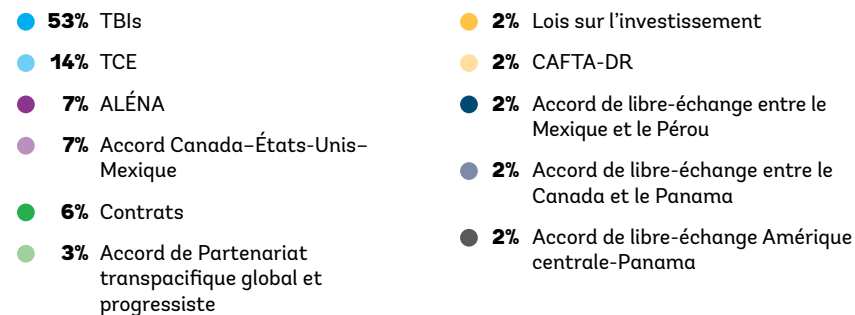 53% TBIs
14% TCE
7% ALÉNA
7% Accord Canada–États-Unis–
Mexique
6% Contrats
3% Accord de Partenariat
transpacifique global et
progressiste
2% Lois sur l’investissement
2% CAFTA-DR
2% Accord de libre-échange entre le
Mexique et le Pérou
2% Accord de libre-échange entre le
Canada et le Panama
2% Accord de libre-échange Amérique
centrale-Panama